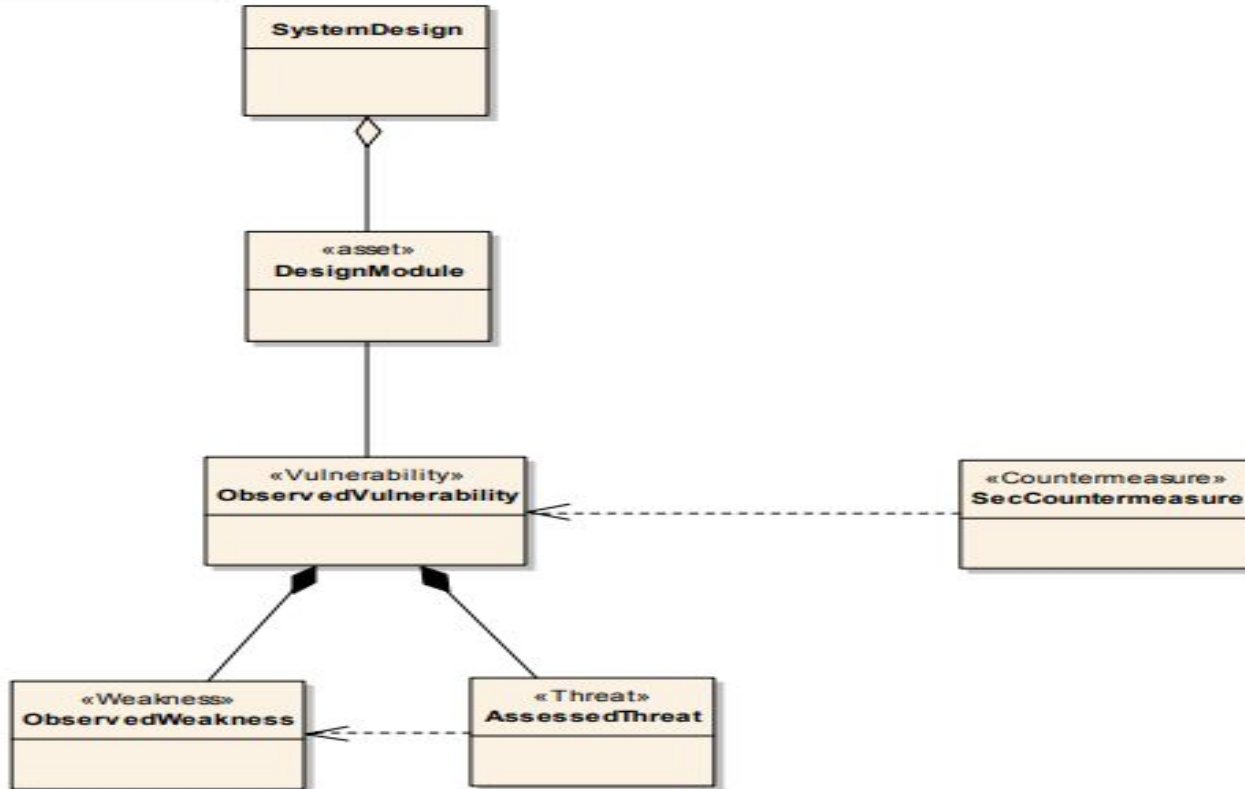 SystemDesign
«asset»
DesignModule
«Vulnerability»
ObservedVulnerability
«Countermeasure»
SecCountermeasure
«Weakness»
ObservedWeakness
«Threat»
AssessedThreat